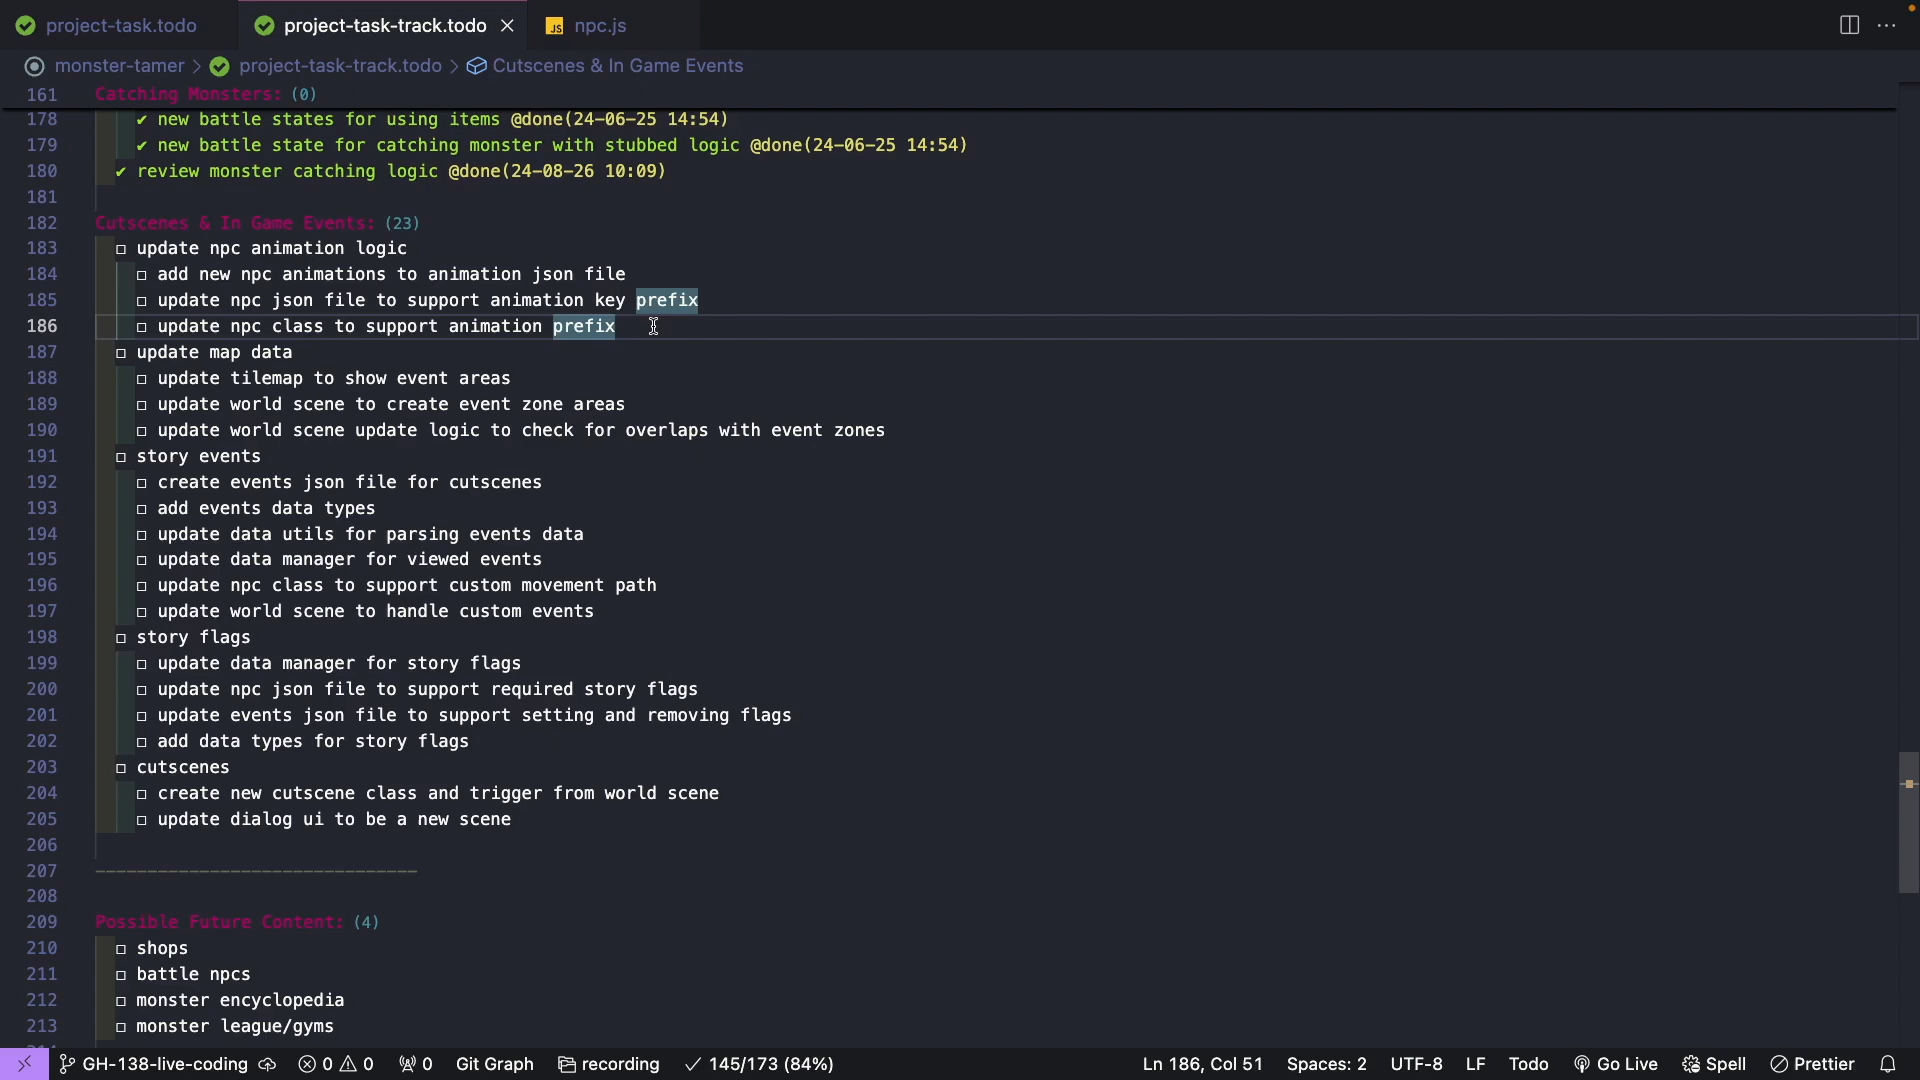 project-task.todo
project-task-track.todo
npc.js
monster-tamer > project-task-track.todo > Cutscenes & In Game Events
161 Catching Monsters: (0)
178 ✔ new battle states for using items @done(24-06-25 14:54)
179 ✔ new battle state for catching monster with stubbed logic @done(24-06-25 14:54)
180 ✔ review monster catching logic @done(24-08-26 10:09)
181
182 Cutscenes & In Game Events: (23)
183 ☐ update npc animation logic
184 ☐ add new npc animations to animation json file
185 ☐ update npc json file to support animation key prefix
186 ☐ update npc class to support animation prefix
187 ☐ update map data
188 ☐ update tilemap to show event areas
189 ☐ update world scene to create event zone areas
190 ☐ update world scene update logic to check for overlaps with event zones
191 ☐ story events
192 ☐ create events json file for cutscenes
193 ☐ add events data types
194 ☐ update data utils for parsing events data
195 ☐ update data manager for viewed events
196 ☐ update npc class to support custom movement path
197 ☐ update world scene to handle custom events
198 ☐ story flags
199 ☐ update data manager for story flags
200 ☐ update npc json file to support required story flags
201 ☐ update events json file to support setting and removing flags
202 ☐ add data types for story flags
203 ☐ cutscenes
204 ☐ create new cutscene class and trigger from world scene
205 ☐ update dialog ui to be a new scene
206
207 ———————————————————————————————
208
209 Possible Future Content: (4)
210 ☐ shops
211 ☐ battle npcs
212 ☐ monster encyclopedia
213 ☐ monster league/gyms
GH-138-live-coding 0 0 0 Git Graph recording ✓ 145/173 (84%) Ln 186, Col 51 Spaces: 2 UTF-8 LF Todo Go Live Spell Prettier